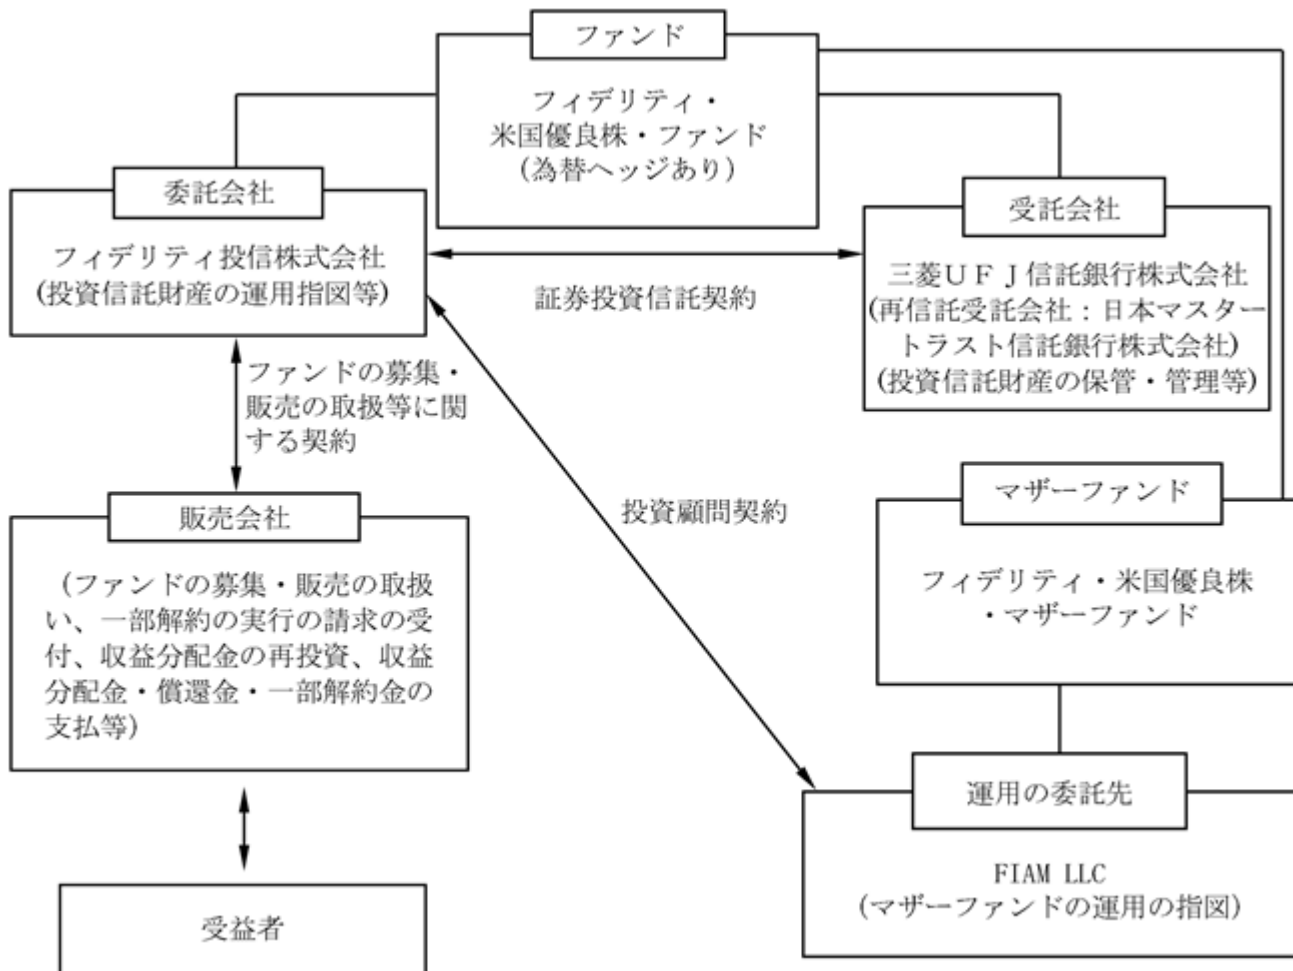 ファンド
フィデリティ・
米国優良株・ファンド
(為替ヘッジあり)
委託会社
フィデリティ投信株式会社
(投資信託財産の運用指図等)
受託会社
三菱ＵＦＪ信託銀行株式会社
(再信託受託会社：日本マスター
トラスト信託銀行株式会社)
(投資信託財産の保管・管理等)
証券投資信託契約
ファンドの募集・
販売の取扱等に関
する契約
投資顧問契約
販売会社
(ファンドの募集・販売の取扱
い、一部解約の実行の請求の受
付、収益分配金の再投資、収益
分配金・償還金・一部解約金の
支払等)
マザーファンド
フィデリティ・米国優良株
・マザーファンド
運用の委託先
FIAM LLC
(マザーファンドの運用の指図)
受益者